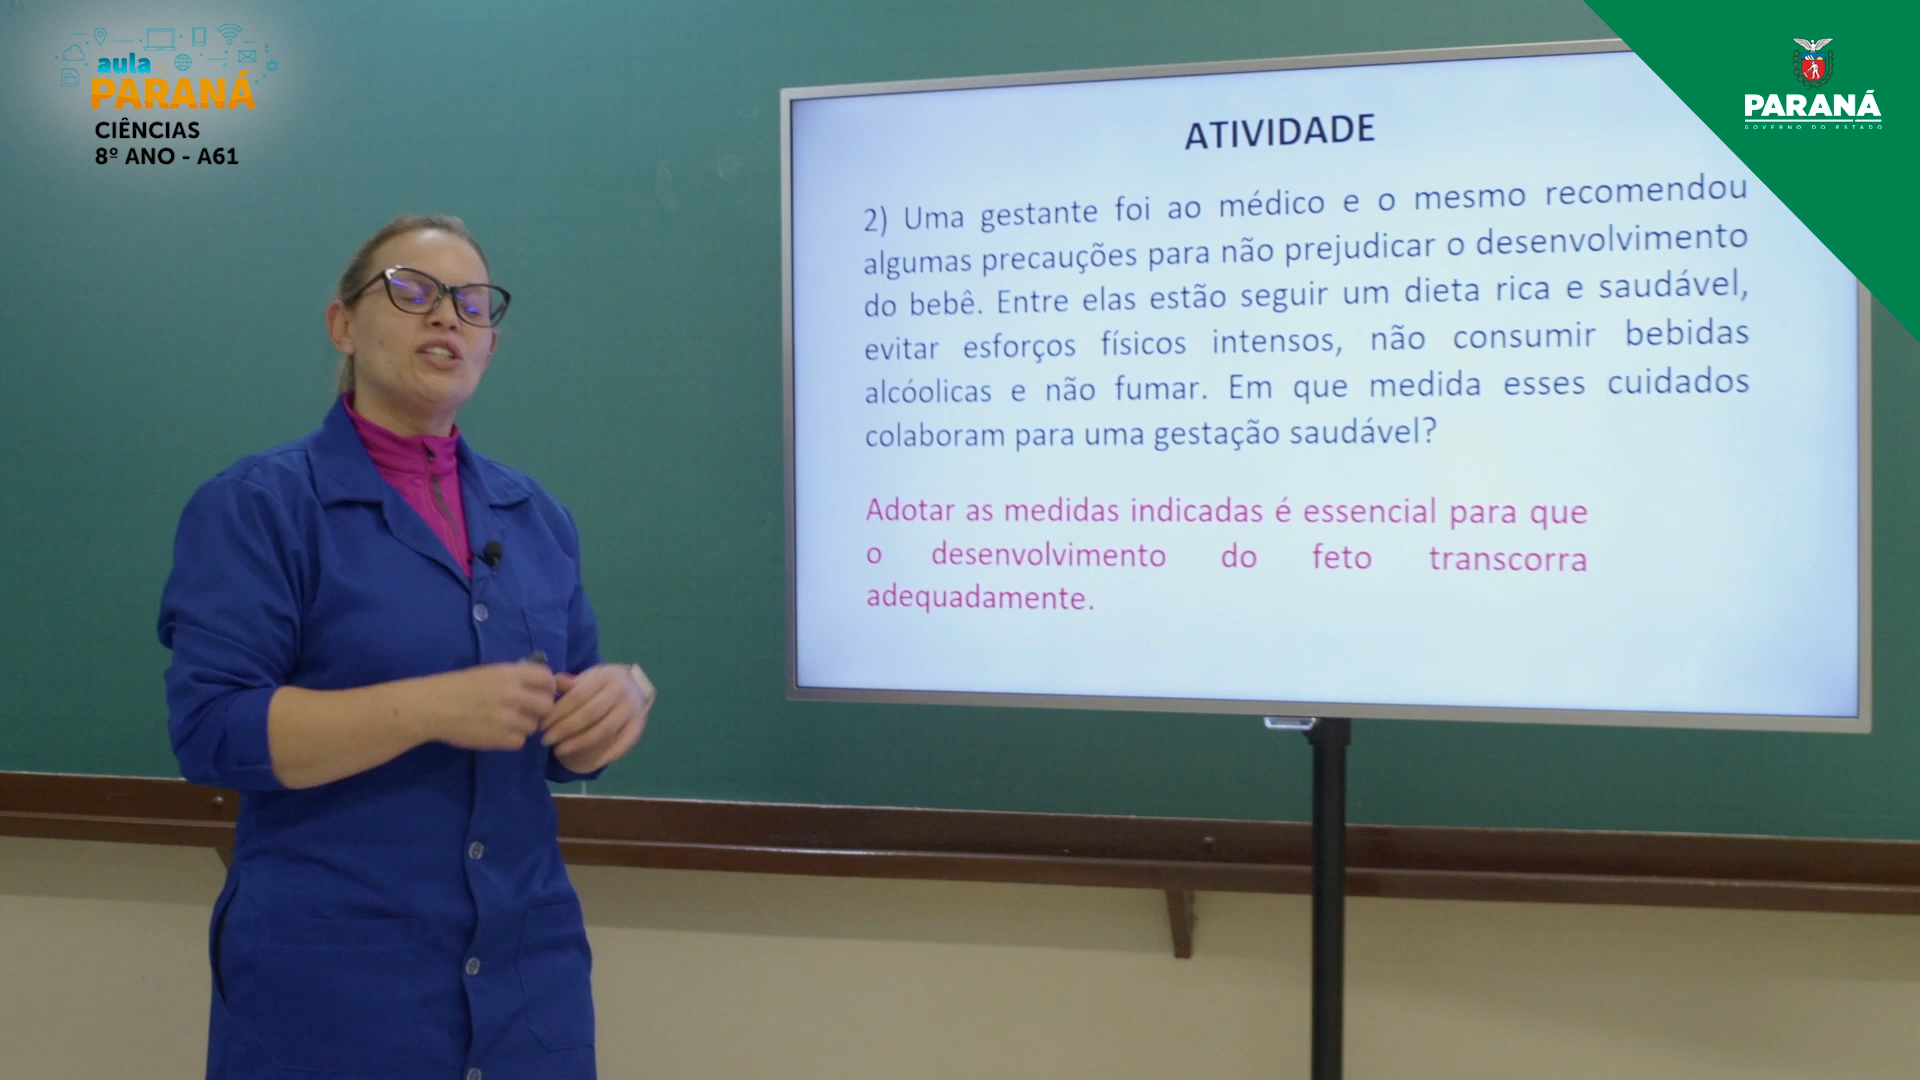 aula
PARANÁ
CIÊNCIAS
8º ANO - A61
PARANÁ
GOVERNO DO ESTADO
ATIVIDADE
2) Uma gestante foi ao médico e o mesmo recomendou
algumas precauções para não prejudicar o desenvolvimento
do bebê. Entre elas estão seguir um dieta rica e saudável,
evitar esforços físicos intensos, não consumir bebidas
alcóolicas e não fumar. Em que medida esses cuidados
colaboram para uma gestação saudável?
Adotar as medidas indicadas é essencial para que
o desenvolvimento do feto transcorra
adequadamente.